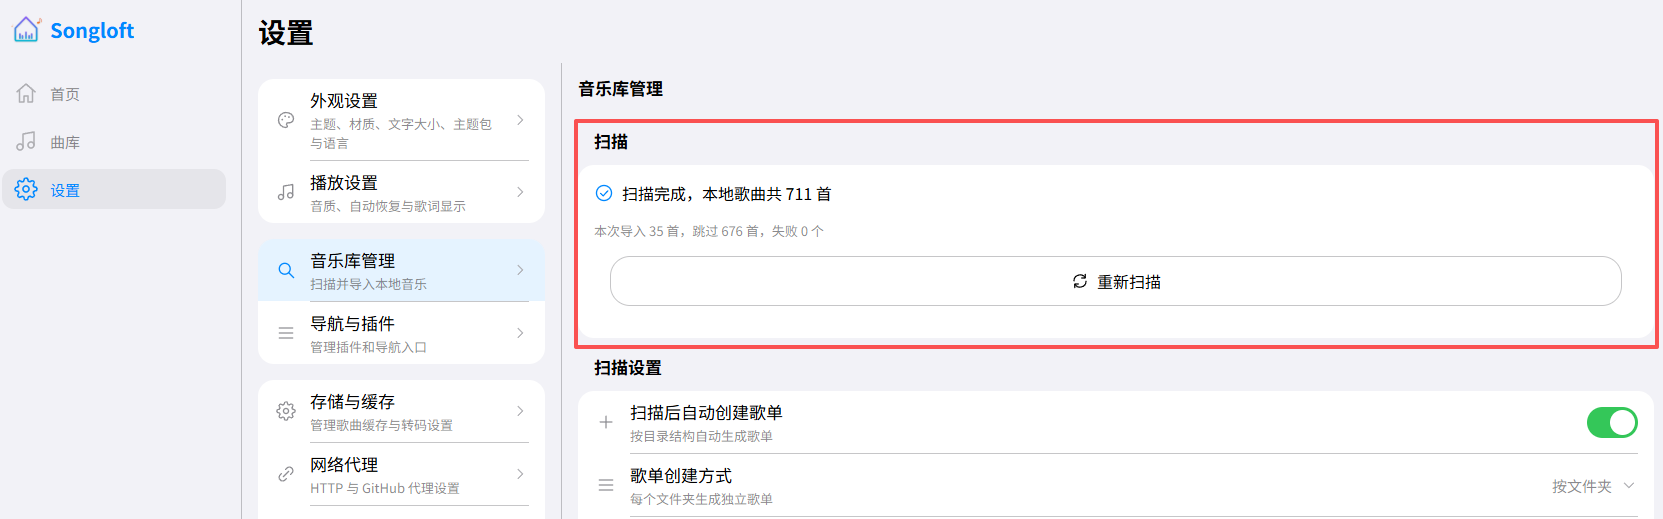 Songloft
首页
曲库
设置
设置
外观设置
主题、材质、文字大小、主题包
与语言
播放设置
音质、自动恢复与歌词显示
音乐库管理
扫描并导入本地音乐
导航与插件
管理插件和导航入口
存储与缓存
管理歌曲缓存与转码设置
网络代理
HTTP 与 GitHub 代理设置
音乐库管理
扫描
扫描完成，本地歌曲共 711 首
本次导入 35 首，跳过 676 首，失败 0 个
重新扫描
扫描设置
扫描后自动创建歌单
按目录结构自动生成歌单
歌单创建方式
每个文件夹生成独立歌单
按文件夹